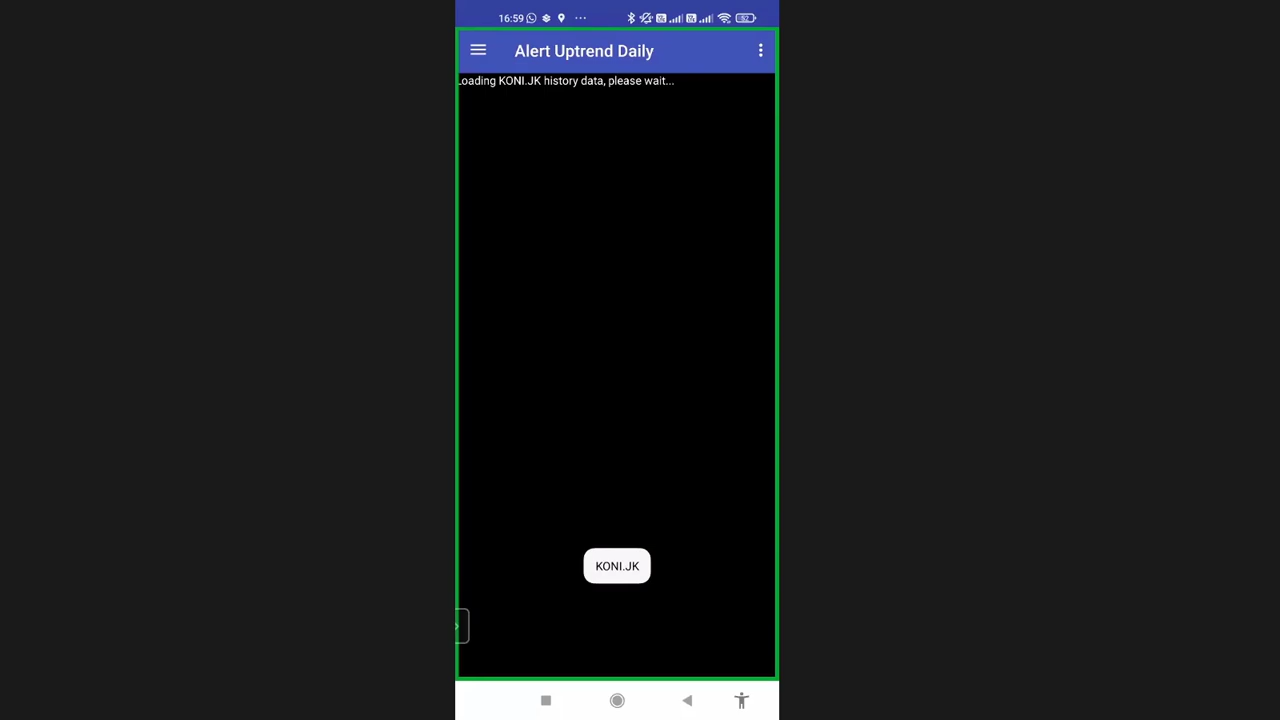 16:59
Alert Uptrend Daily
oading KONI.JK history data, please wait...
KONI.JK